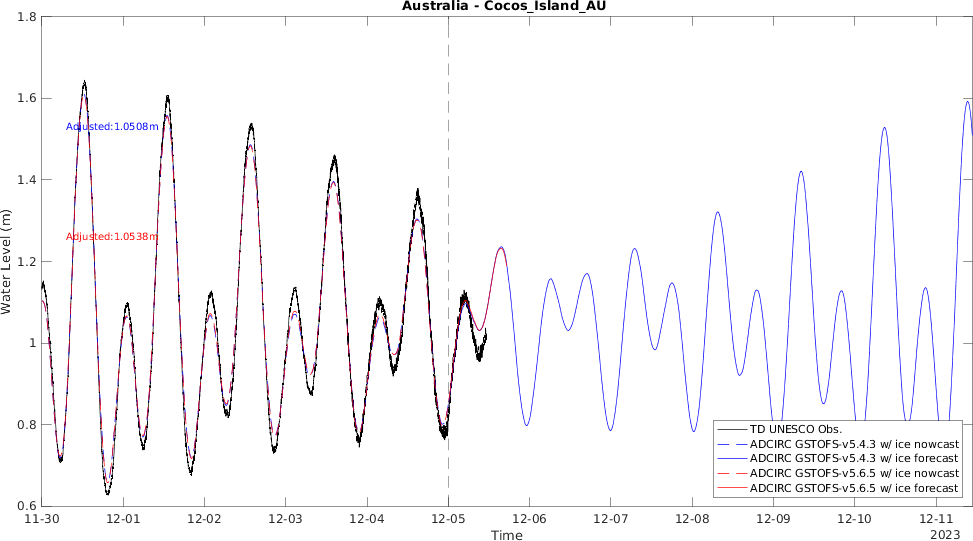 Australia - Cocos_Island_AU
1.8
1.6
1.4
1.2
1
0.8
0.6
Water Level (m)
Adjusted:1.0508m
Adjusted:1.0538m
TD UNESCO Obs.
ADCIRC GSTOFS-v5.4.3 w/ ice nowcast
ADCIRC GSTOFS-v5.4.3 w/ ice forecast
ADCIRC GSTOFS-v5.6.5 w/ ice nowcast
ADCIRC GSTOFS-v5.6.5 w/ ice forecast
11-30 12-01 12-02 12-03 12-04 12-05 12-06 12-07 12-08 12-09 12-10 12-11
Time
2023